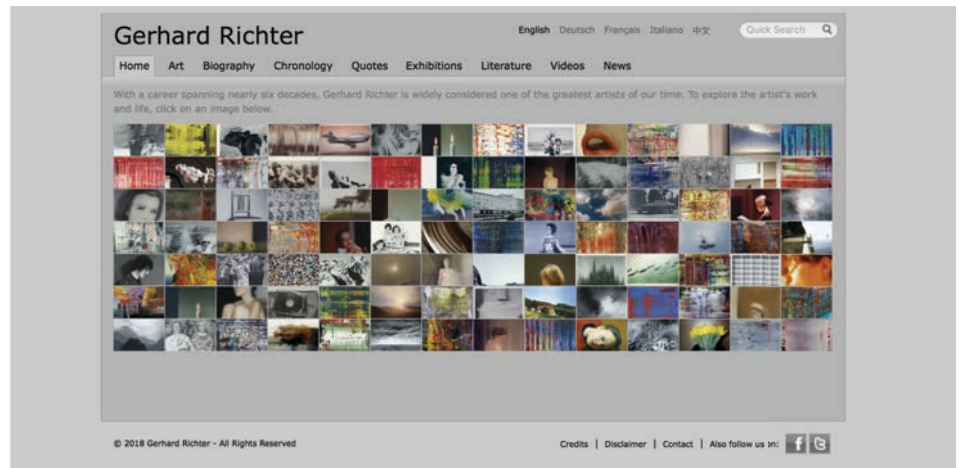 Gerhard Richter
English Deutsch Français Italiano 中文
Quick Search
Home Art Biography Chronology Quotes Exhibitions Literature Videos News
With a career spanning nearly six decades, Gerhard Richter is widely considered one of the greatest artists of our time. To explore the artist's work
and life, click on an image below.
© 2018 Gerhard Richter - All Rights Reserved
Credits | Disclaimer | Contact | Also follow us on: